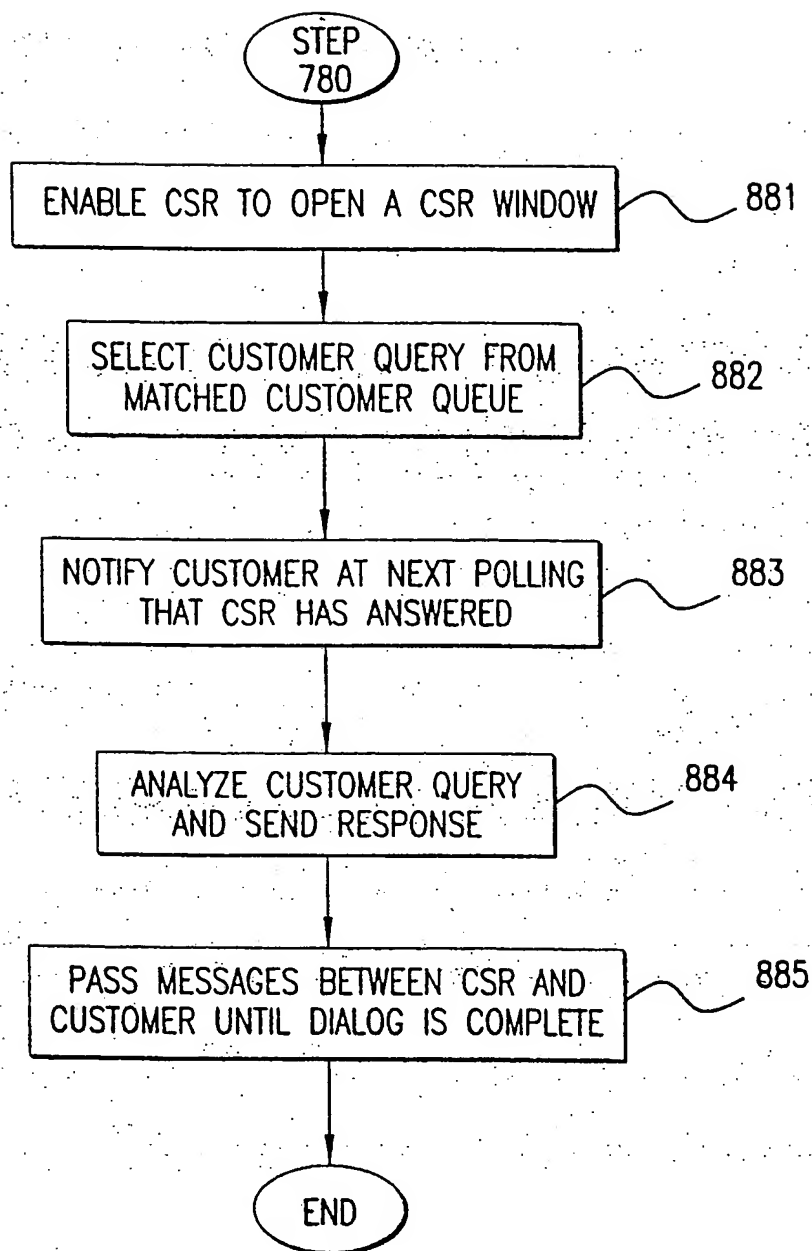 STEP
780
ENABLE CSR TO OPEN A CSR WINDOW
881
SELECT CUSTOMER QUERY FROM
MATCHED CUSTOMER QUEUE
882
NOTIFY CUSTOMER AT NEXT POLLING
THAT CSR HAS ANSWERED
883
ANALYZE CUSTOMER QUERY
AND SEND RESPONSE
884
PASS MESSAGES BETWEEN CSR AND
CUSTOMER UNTIL DIALOG IS COMPLETE
885
END